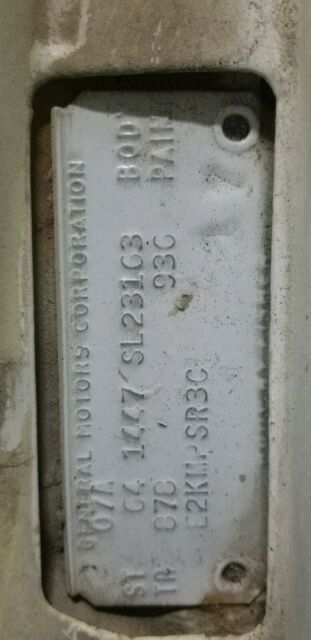 GENERAL MOTORS CORPORATION
07A
ST 64 1447 SL23163 BODY
TR 87C 936 PAINT
E2KM SR3C